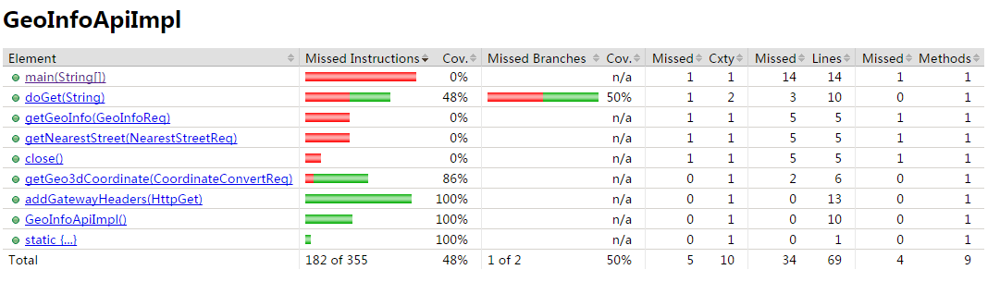 GeoInfoApiImpl
Element Missed Instructions Cov. Missed Branches Cov. Missed Cxty Missed Lines Missed Methods
main(String[]) 0% n/a 1 1 14 14 1 1
doGet(String) 48% 50% 1 2 3 10 0 1
getGeoInfo(GeoInfoReq) 0% n/a 1 1 5 5 1 1
getNearestStreet(NearestStreetReq) 0% n/a 1 1 5 5 1 1
close() 0% n/a 1 1 5 5 1 1
getGeo3dCoordinate(CoordinateConvertReq) 86% n/a 0 1 2 6 0 1
addGatewayHeaders(HttpGet) 100% n/a 0 1 0 13 0 1
GeoInfoApiImpl() 100% n/a 0 1 0 10 0 1
static {...} 100% n/a 0 1 0 1 0 1
Total 182 of 355 48% 1 of 2 50% 5 10 34 69 4 9